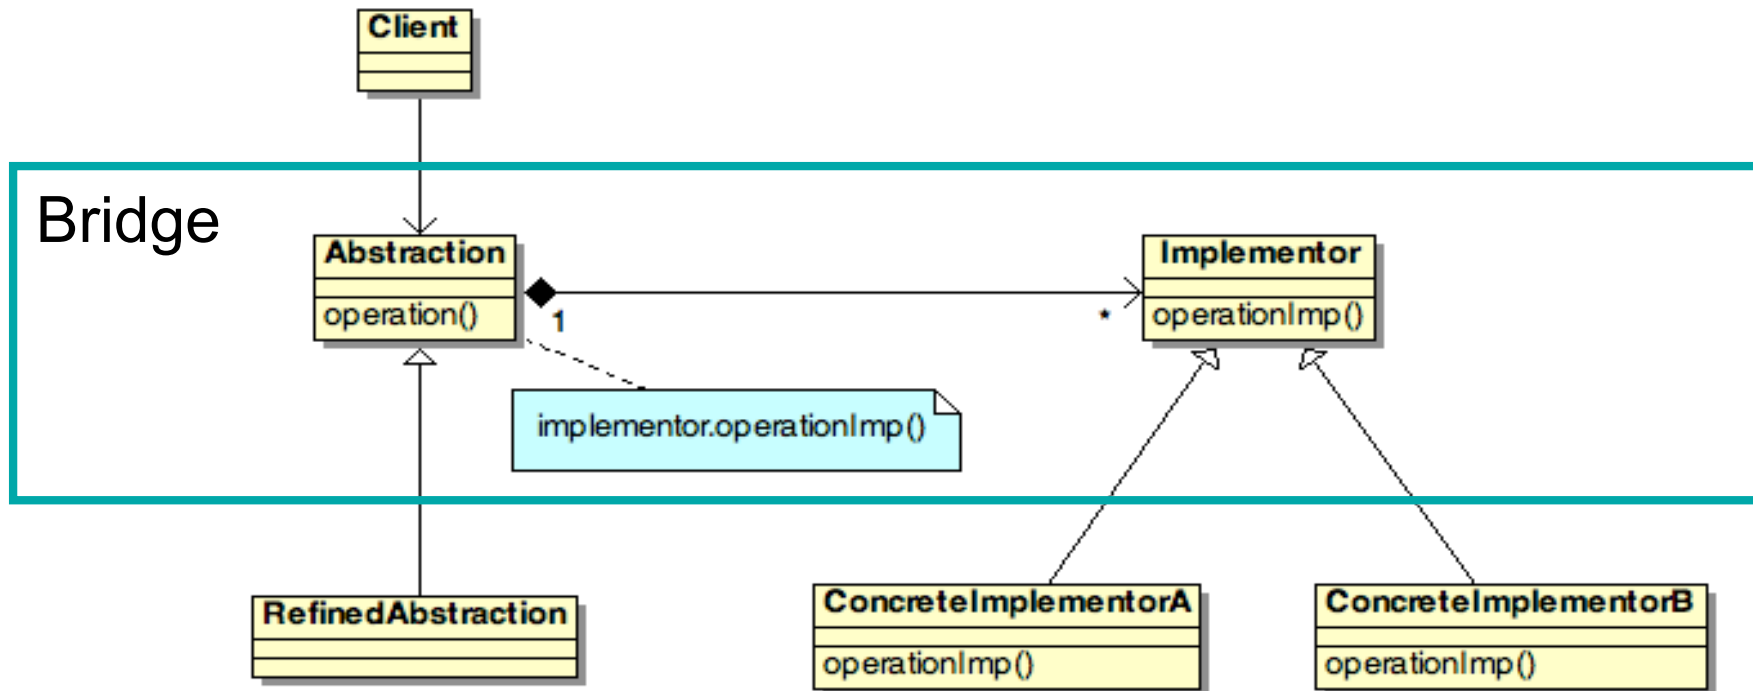 Client
Bridge
Abstraction
operation()
1
*
Implementor
operationImp()
implementor.operationImp()
RefinedAbstraction
ConcreteImplementorA
operationImp()
ConcreteImplementorB
operationImp()